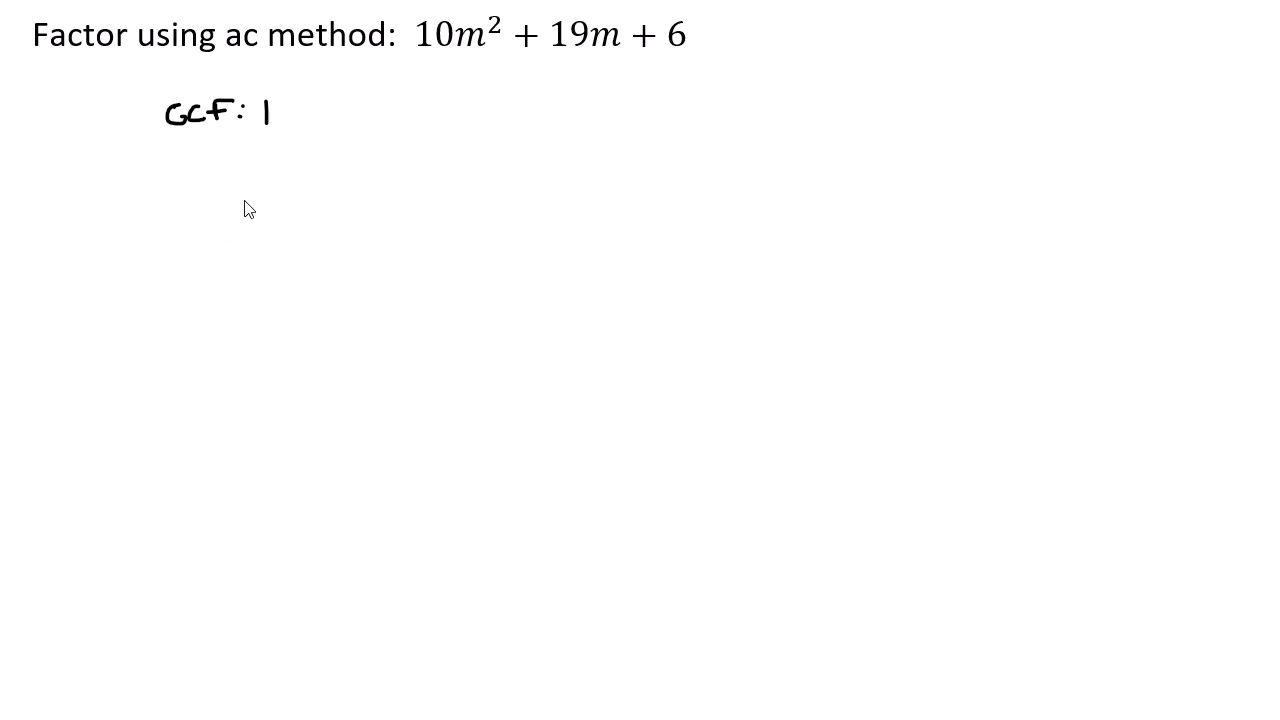 Factor using ac method: 10m² + 19m + 6
GCF: 1